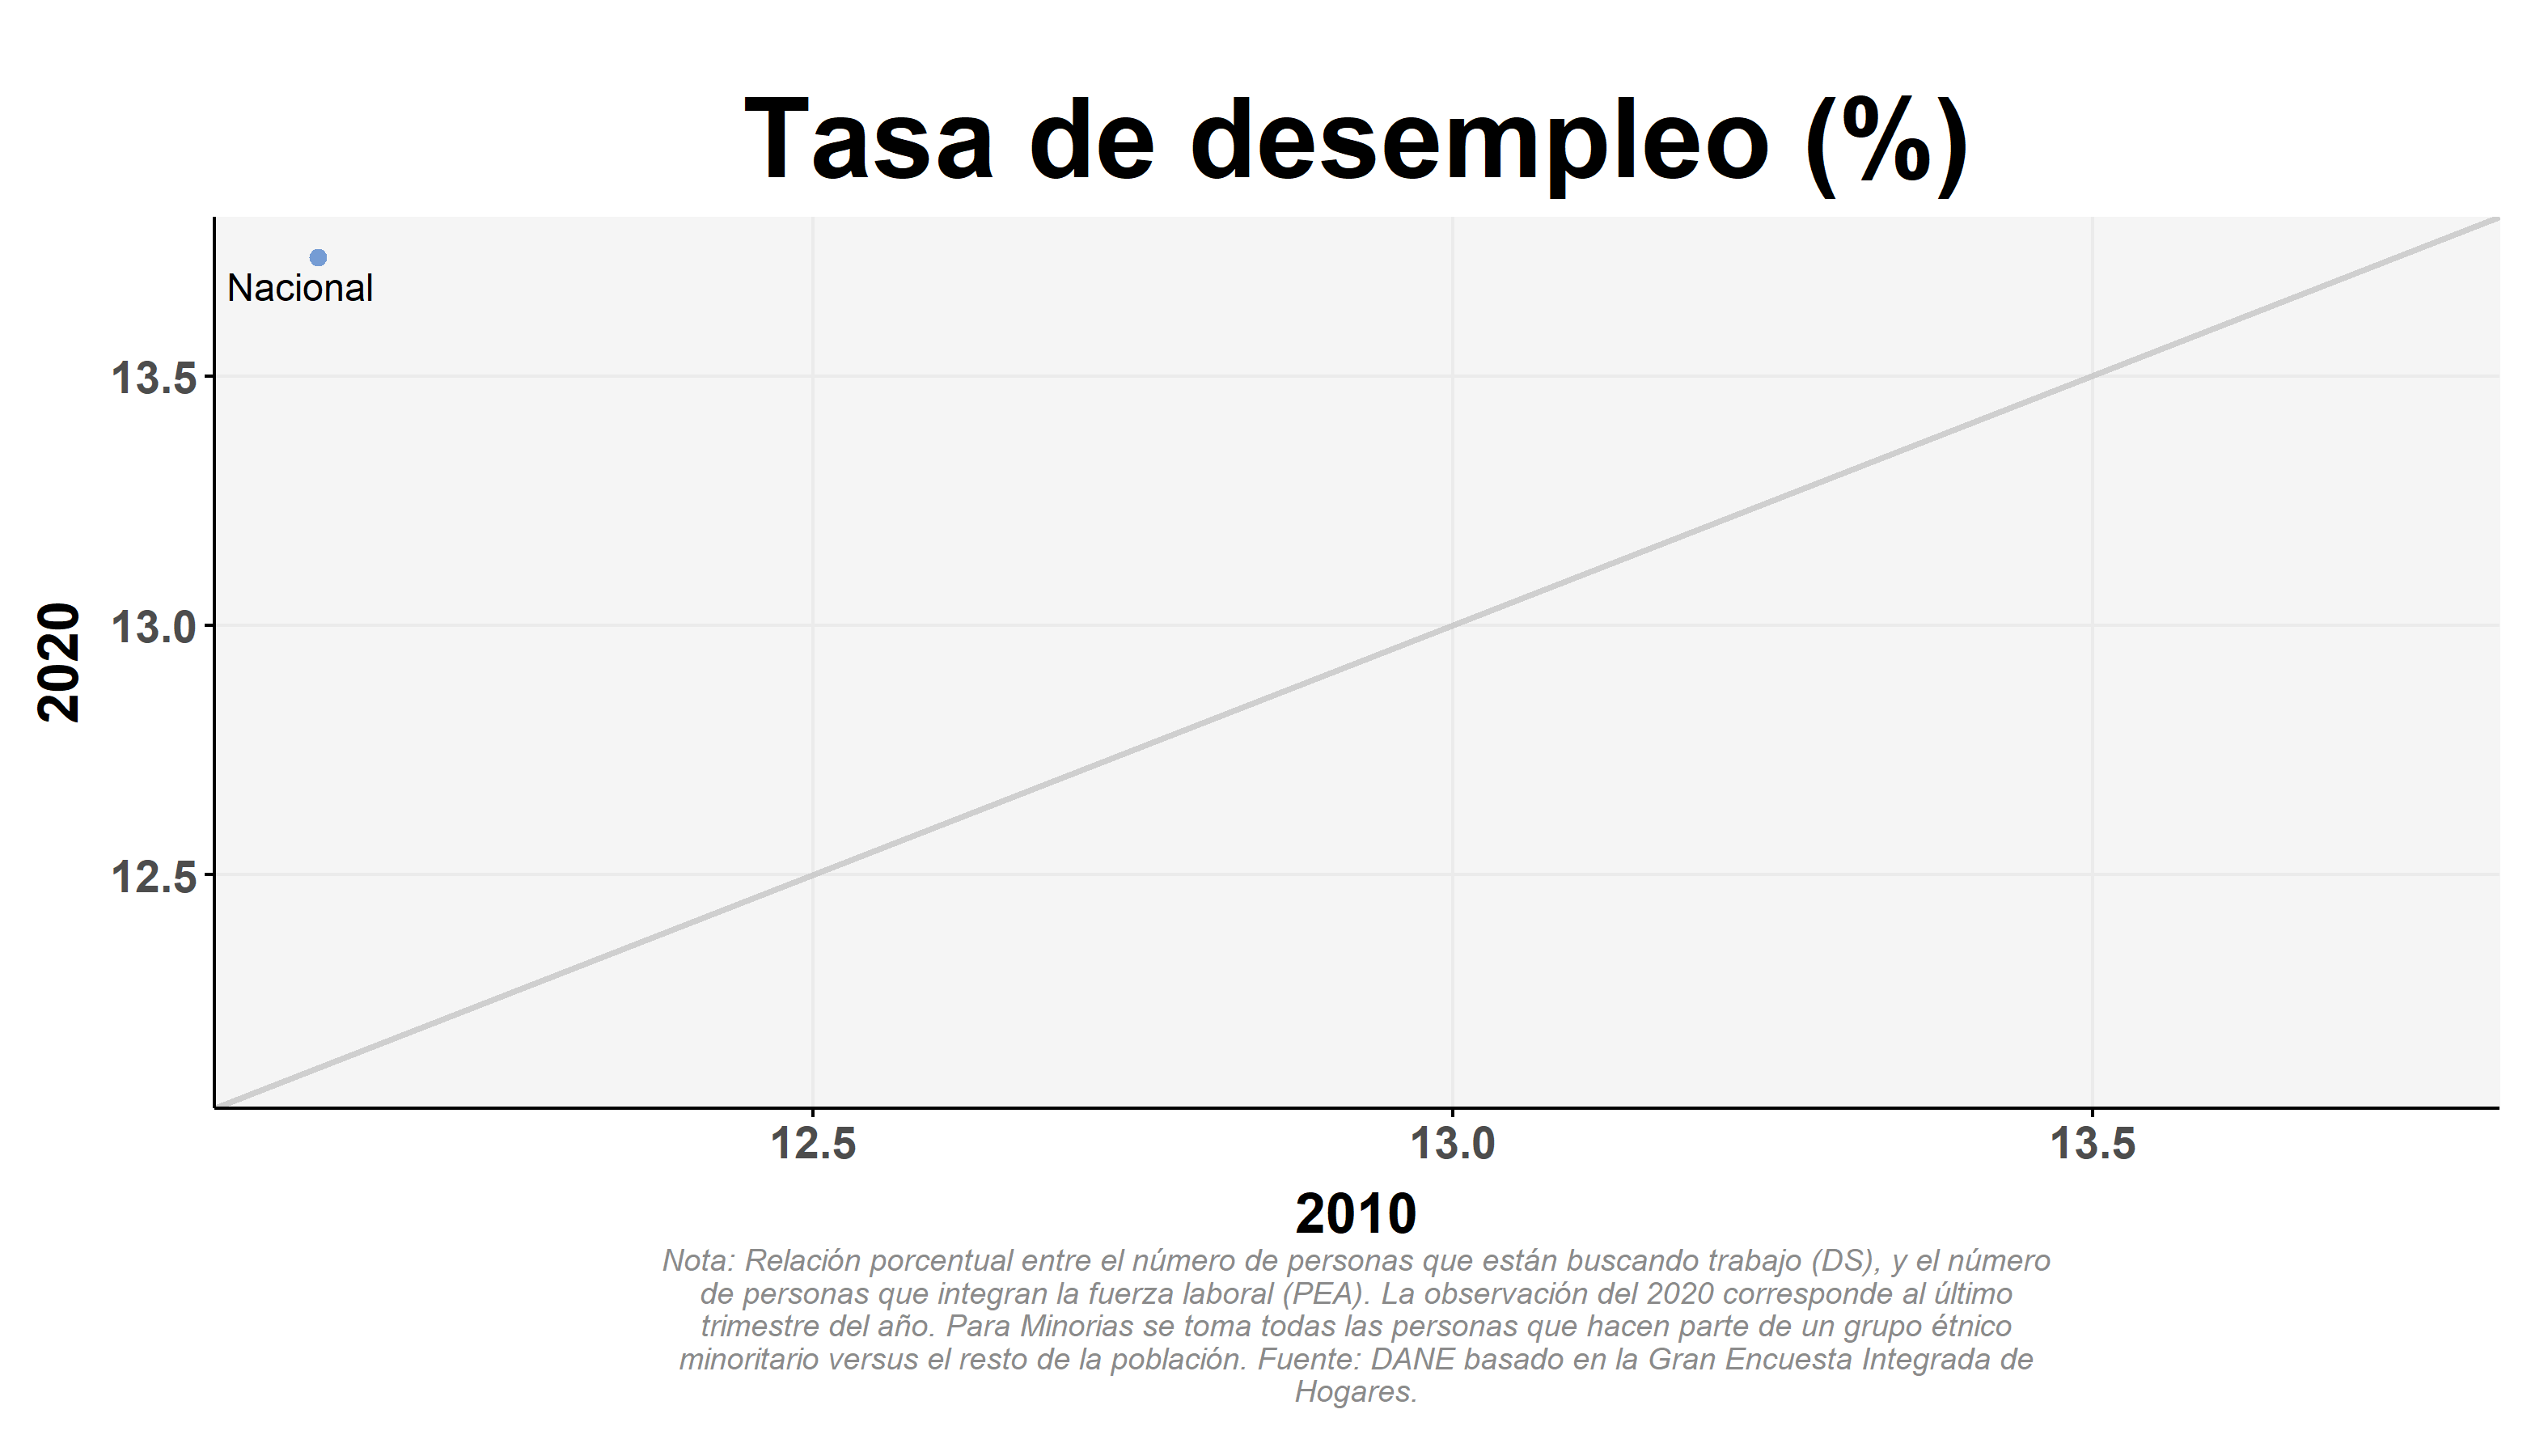 Tasa de desempleo (%)
Nacional
13.5
13.0
12.5
2020
12.5 13.0 13.5
2010
Nota: Relación porcentual entre el número de personas que están buscando trabajo (DS), y el número
de personas que integran la fuerza laboral (PEA). La observación del 2020 corresponde al último
trimestre del año. Para Minorias se toma todas las personas que hacen parte de un grupo étnico
minoritario versus el resto de la población. Fuente: DANE basado en la Gran Encuesta Integrada de
Hogares.